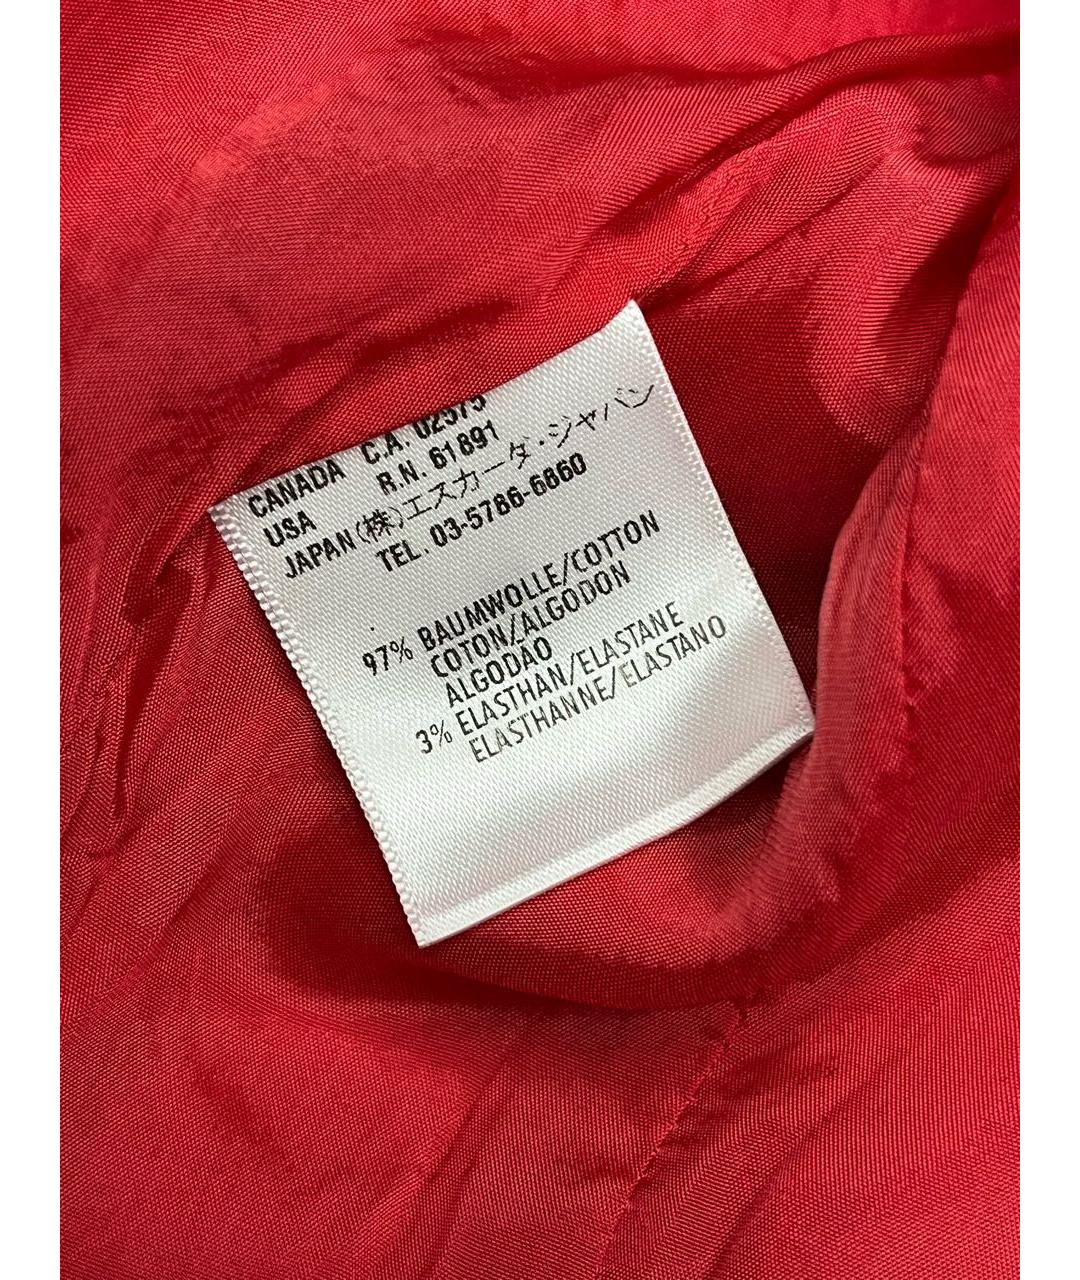 CANADA C.A. 02575
USA R.N. 61891
JAPAN (株)エスカーダ・ジャパン
TEL. 03-5786-6860
97% BAUMWOLLE/COTTON
COTON/ALGODON
ALGODAO
3% ELASTHAN/ELASTANE
ELASTHANNE/ELASTANO